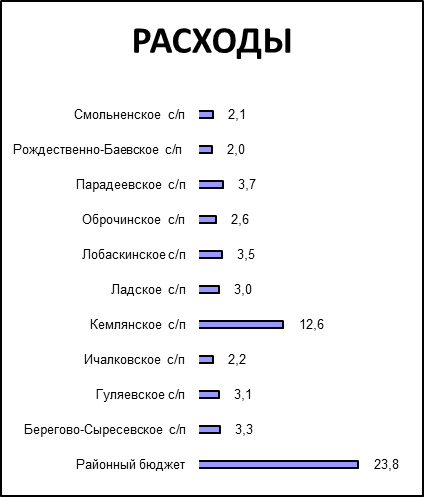 РАСХОДЫ
Смольненское с/п 2,1
Рождественно-Баевское с/п 2,0
Парадеевское с/п 3,7
Оброчинское с/п 2,6
Лобаскинское с/п 3,5
Ладское с/п 3,0
Кемлянское с/п 12,6
Ичалковское с/п 2,2
Гуляевское с/п 3,1
Берегово-Сыресевское с/п 3,3
Районный бюджет 23,8